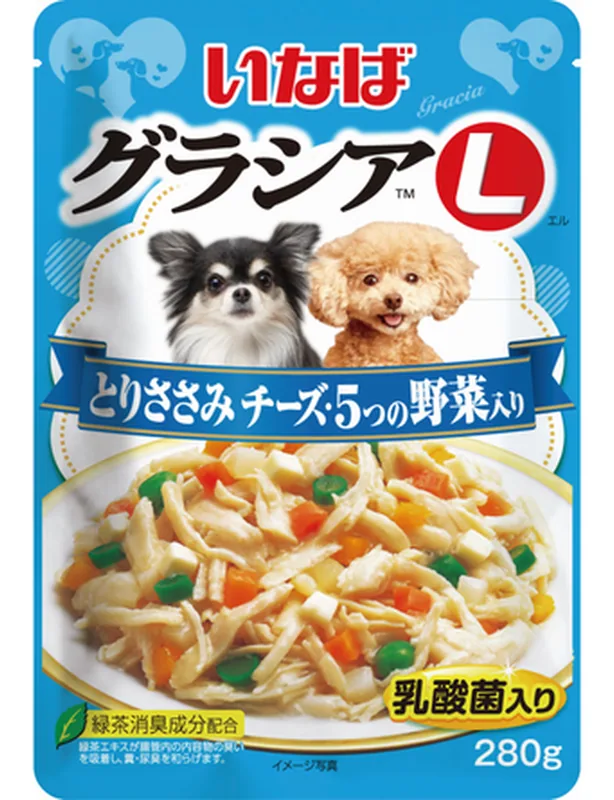 いなば
Gracia
グラシア™
L
エル
とりささみ チーズ・5つの野菜入り
乳酸菌入り
緑茶消臭成分配合
緑茶エキスが腸管内の内容物の臭い
を吸着し、糞・尿臭を和らげます。
イメージ写真
280g